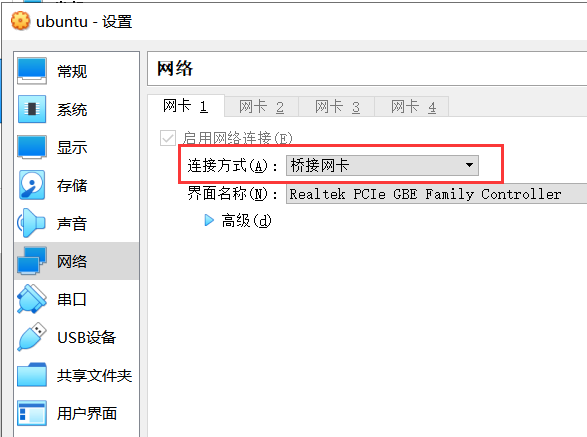 ubuntu - 设置
常规
系统
显示
存储
声音
网络
串口
USB设备
共享文件夹
用户界面
网络
网卡 1 网卡 2 网卡 3 网卡 4
启用网络连接(E)
连接方式(A)： 桥接网卡
界面名称(N)： Realtek PCIe GBE Family Controller
高级(d)